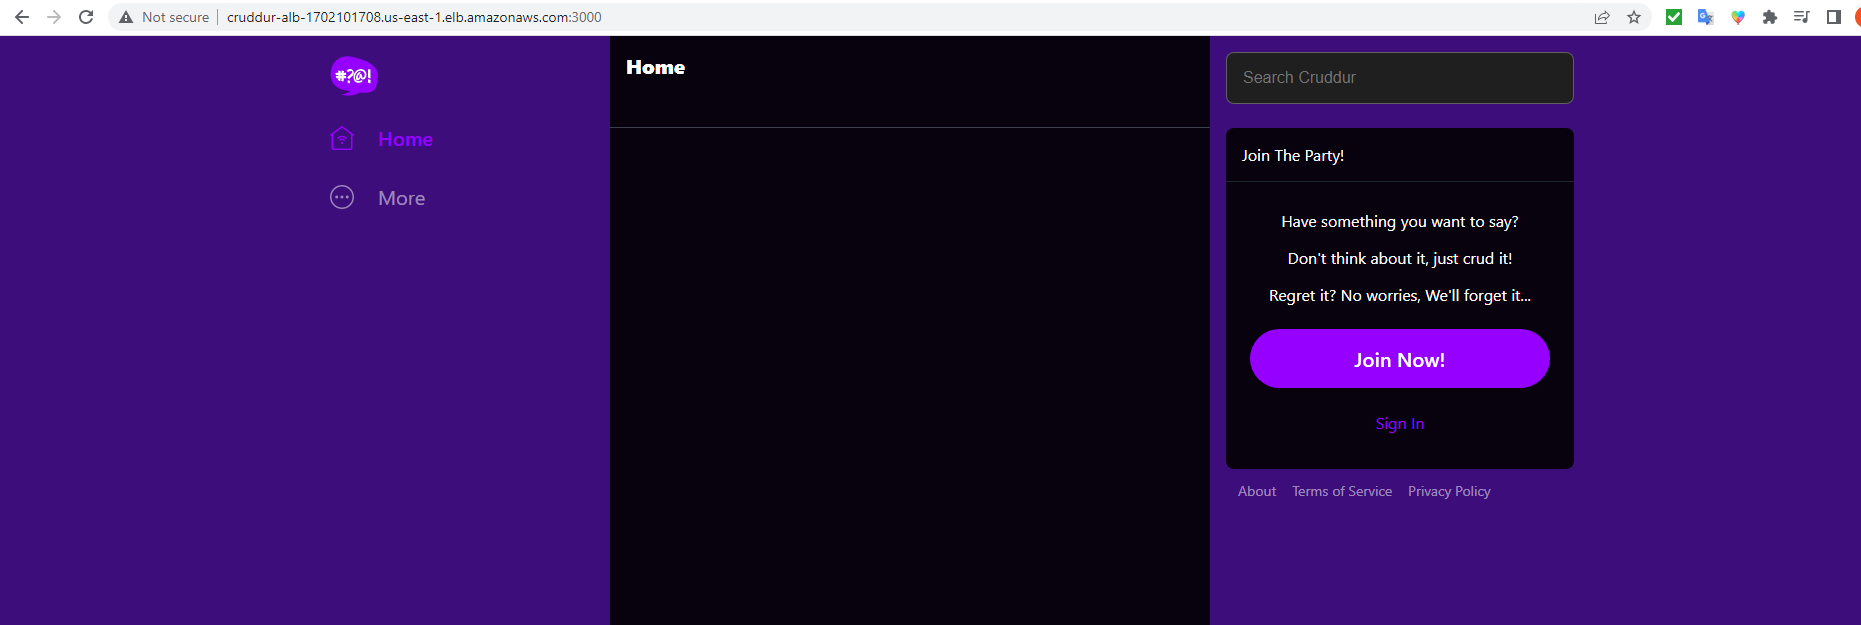 Not secure | cruddur-alb-1702101708.us-east-1.elb.amazonaws.com:3000
#?@!
Home
More
Home
Search Cruddur
Join The Party!
Have something you want to say?
Don't think about it, just crud it!
Regret it? No worries, We'll forget it...
Join Now!
Sign In
About Terms of Service Privacy Policy